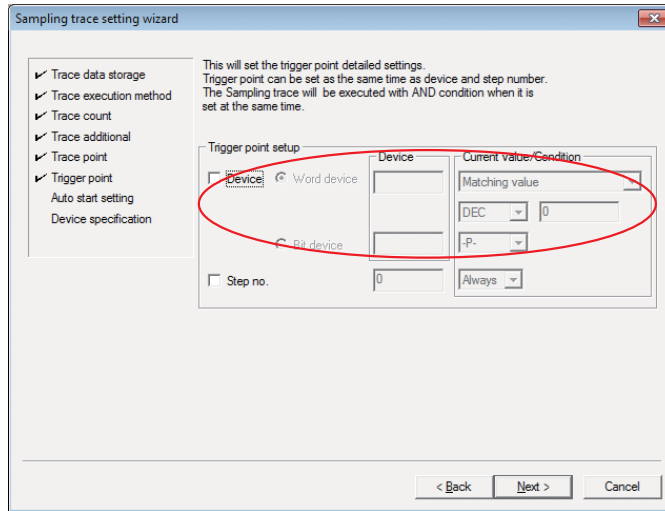 Sampling trace setting wizard
✔ Trace data storage
✔ Trace execution method
✔ Trace count
✔ Trace additional
✔ Trace point
✔ Trigger point
Auto start setting
Device specification
This will set the trigger point detailed settings.
Trigger point can be set as the same time as device and step number.
The Sampling trace will be executed with AND condition when it is
set at the same time.
Trigger point setup
Device
Current Value/Condition
Device Word device
Matching value
DEC 0
Bit device
-P-
Step no. 0 Always
< Back Next > Cancel